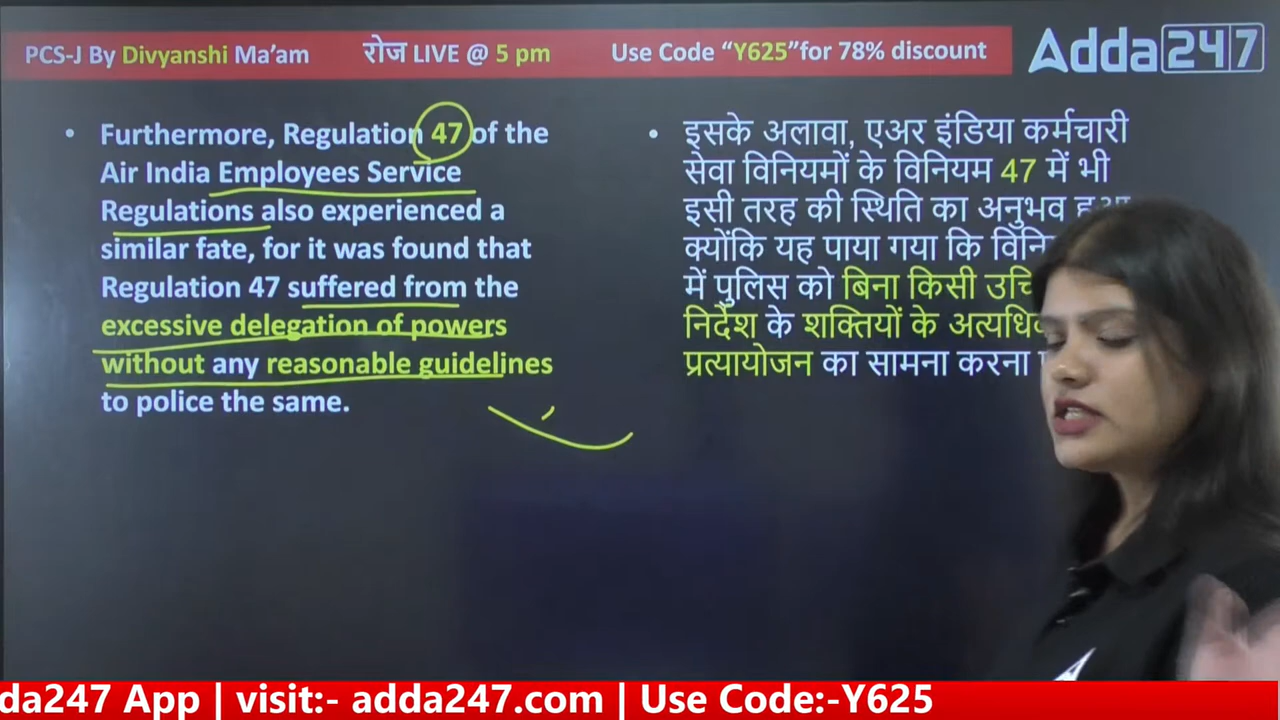 PCS-J By Divyanshi Ma'am रोज LIVE @ 5 pm Use Code “Y625”for 78% discount
Adda247
• Furthermore, Regulation 47 of the
Air India Employees Service
Regulations also experienced a
similar fate, for it was found that
Regulation 47 suffered from the
excessive delegation of powers
without any reasonable guidelines
to police the same.
• इसके अलावा, एअर इंडिया कर्मचारी
सेवा विनियमों के विनियम 47 में भी
इसी तरह की स्थिति का अनुभव
क्योंकि यह पाया गया कि
में पुलिस को बिना किसी
निर्देश के शक्तियों के
प्रत्यायोजन का सामना करना
da247 App | visit:- adda247.com | Use Code:-Y625